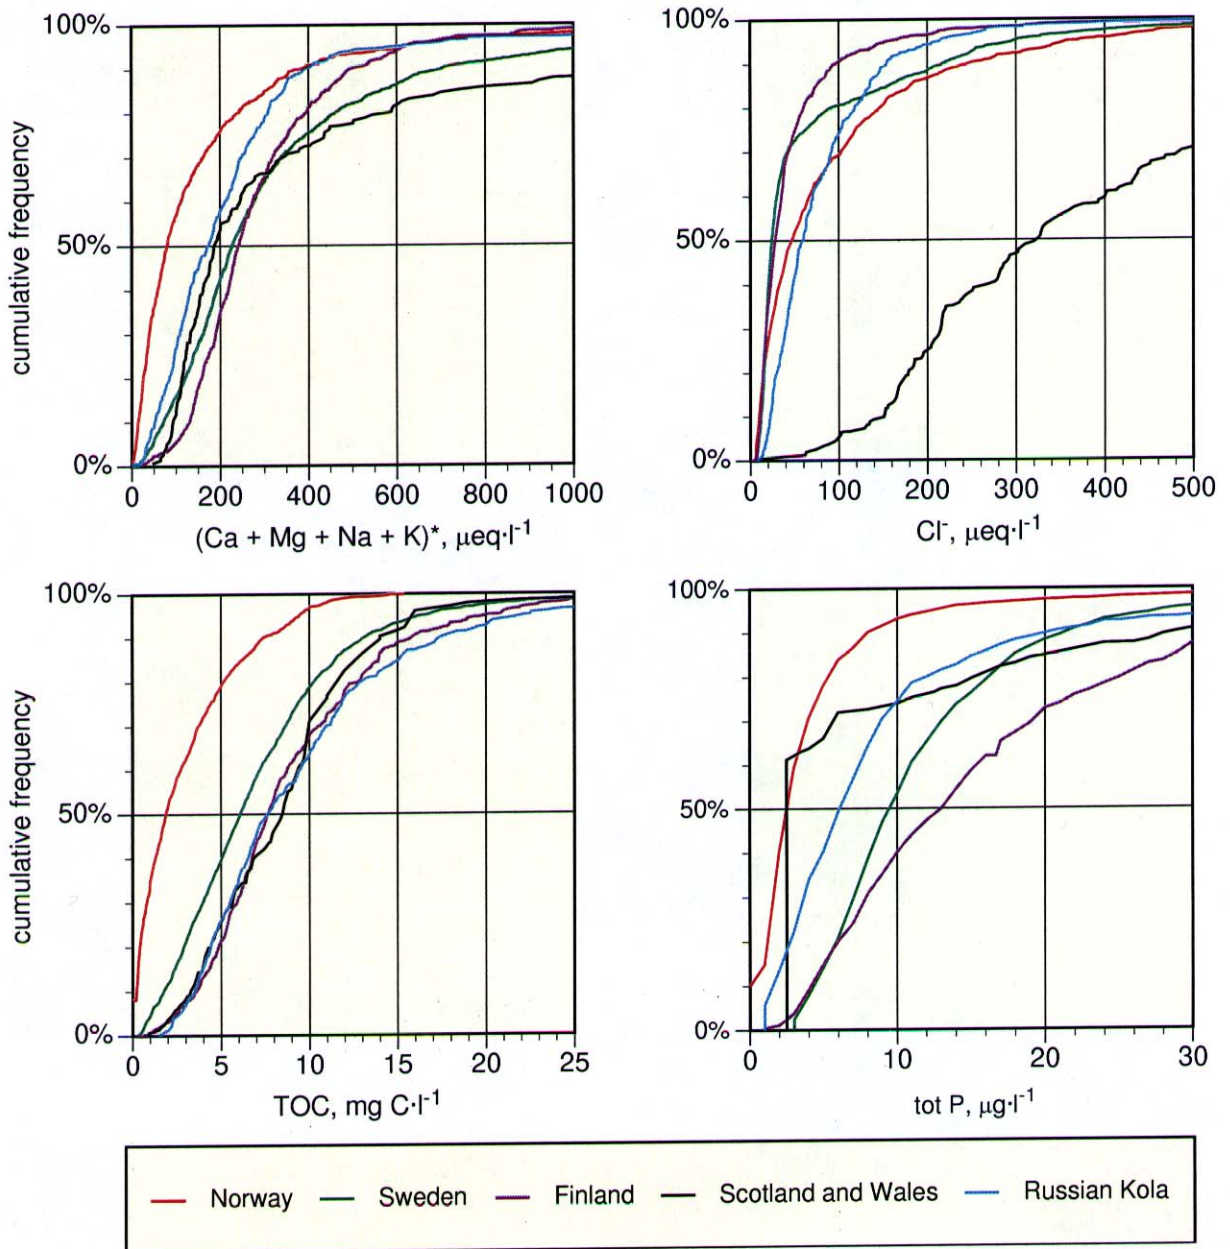 100%
50%
0%
cumulative frequency
0 200 400 600 800 1000
(Ca + Mg + Na + K)*, μeq·l-1
100%
50%
0%
0 100 200 300 400 500
Cl-, μeq·l-1
100%
50%
0%
cumulative frequency
0 5 10 15 20 25
TOC, mg C·l-1
100%
50%
0%
0 10 20 30
tot P, μg·l-1
Norway Sweden Finland Scotland and Wales Russian Kola